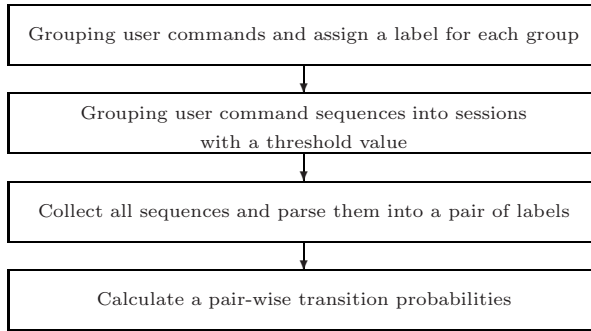 Grouping user commands and assign a label for each group
Grouping user command sequences into sessions
with a threshold value
Collect all sequences and parse them into a pair of labels
Calculate a pair-wise transition probabilities